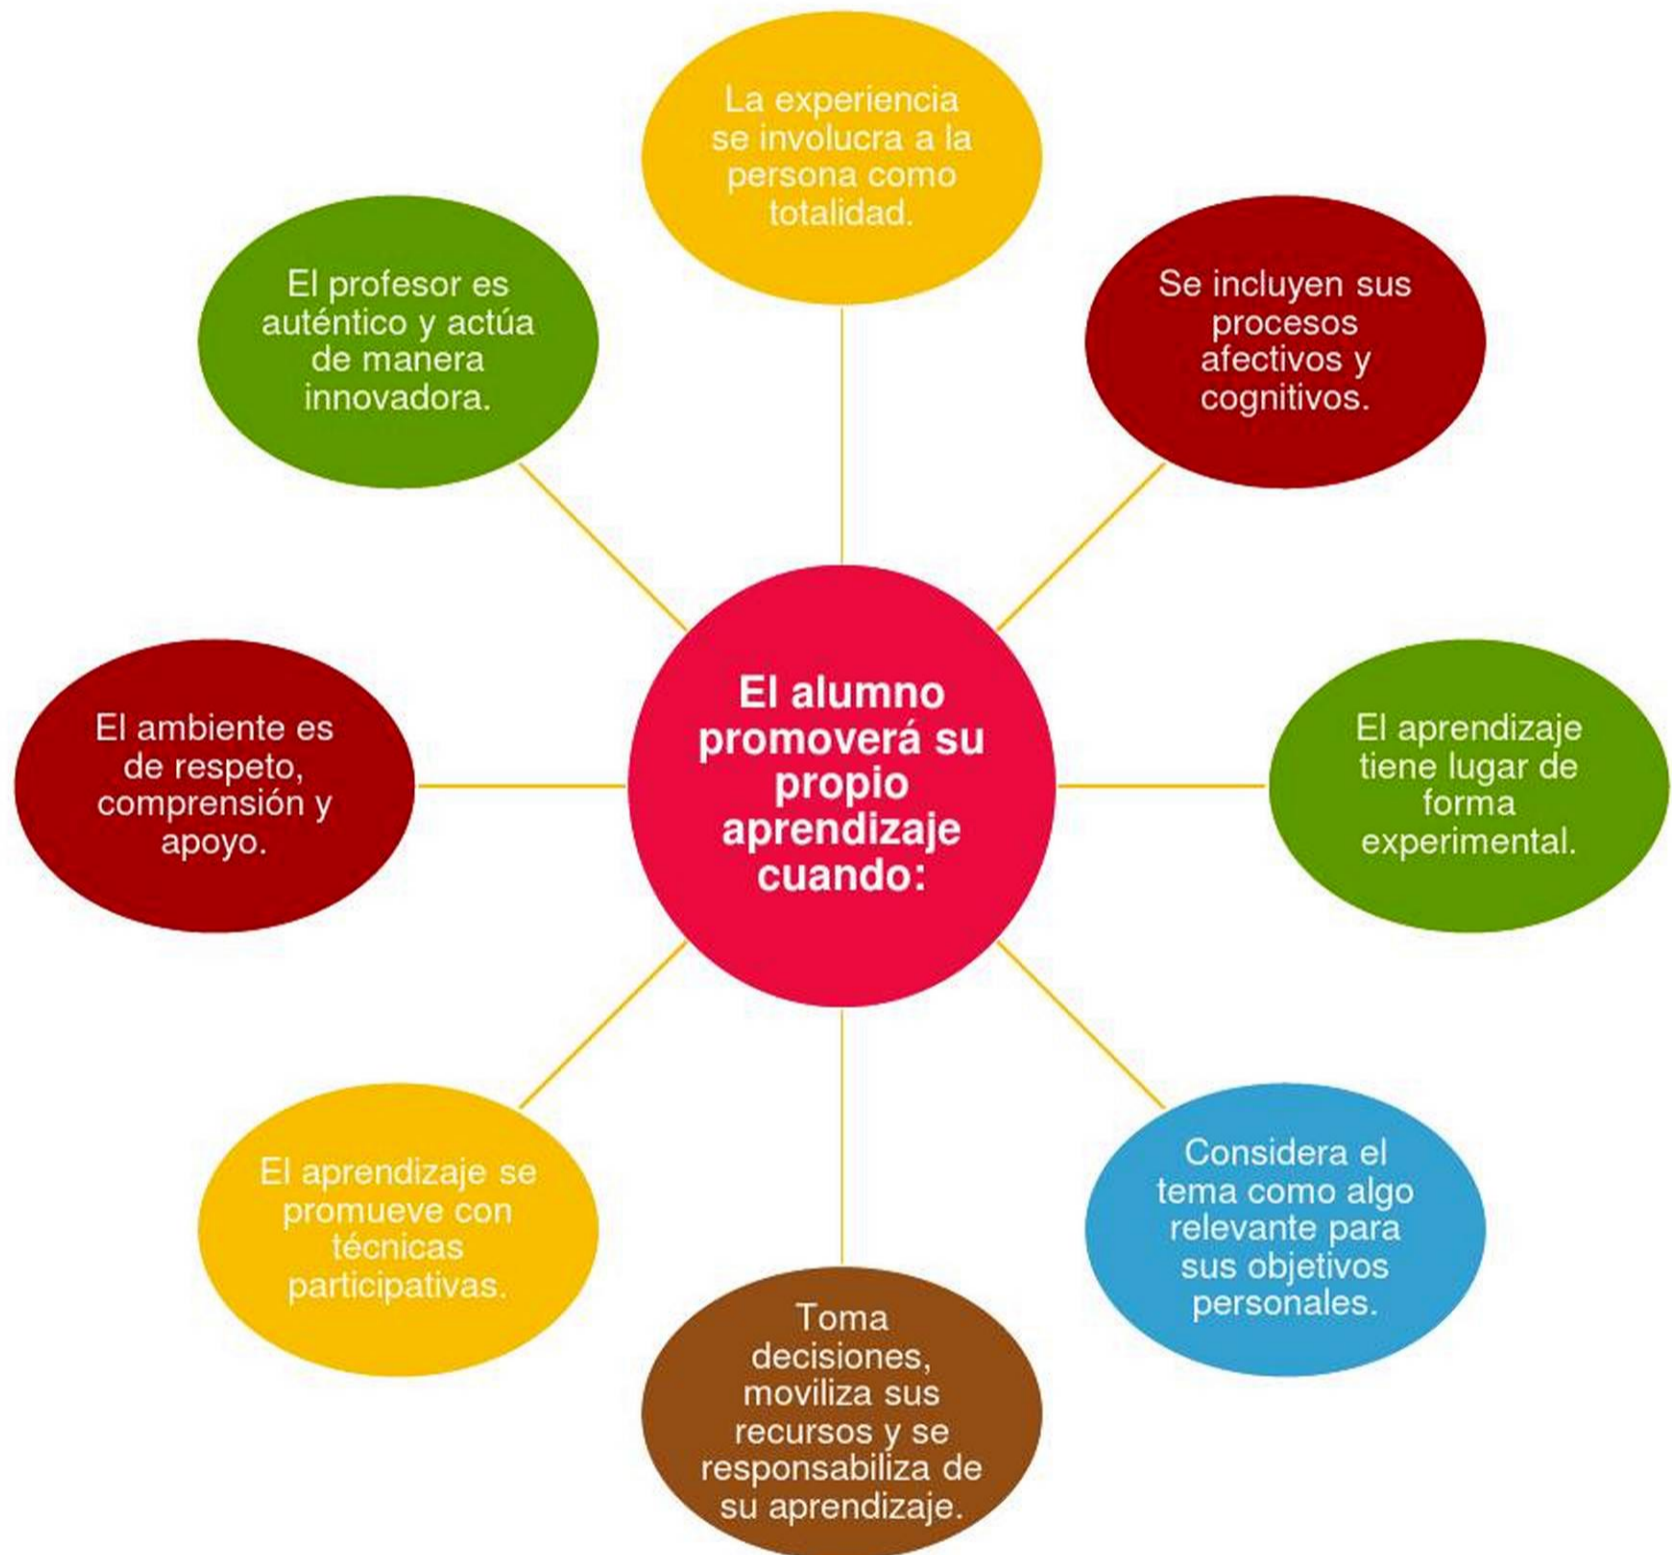 La experiencia
se involucra a la
persona como
totalidad.
Se incluyen sus
procesos
afectivos y
cognitivos.
El aprendizaje
tiene lugar de
forma
experimental.
Considera el
tema como algo
relevante para
sus objetivos
personales.
Toma
decisiones,
moviliza sus
recursos y se
responsabiliza de
su aprendizaje.
El aprendizaje se
promueve con
técnicas
participativas.
El ambiente es
de respeto,
comprensión y
apoyo.
El profesor es
auténtico y actúa
de manera
innovadora.
El alumno
promoverá su
propio
aprendizaje
cuando: